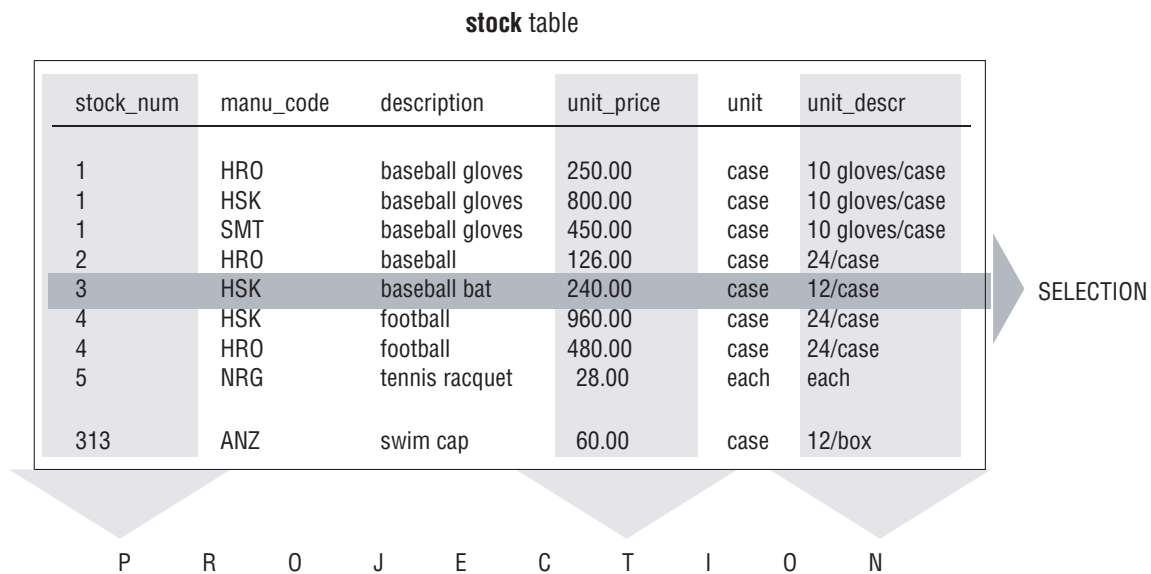 stock table
stock_num manu_code description unit_price unit unit_descr
1 HRO baseball gloves 250.00 case 10 gloves/case
1 HSK baseball gloves 800.00 case 10 gloves/case
1 SMT baseball gloves 450.00 case 10 gloves/case
2 HRO baseball 126.00 case 24/case
3 HSK baseball bat 240.00 case 12/case
SELECTION
4 HSK football 960.00 case 24/case
4 HRO football 480.00 case 24/case
5 NRG tennis racquet 28.00 each each
313 ANZ swim cap 60.00 case 12/box
P R O J E C T I O N